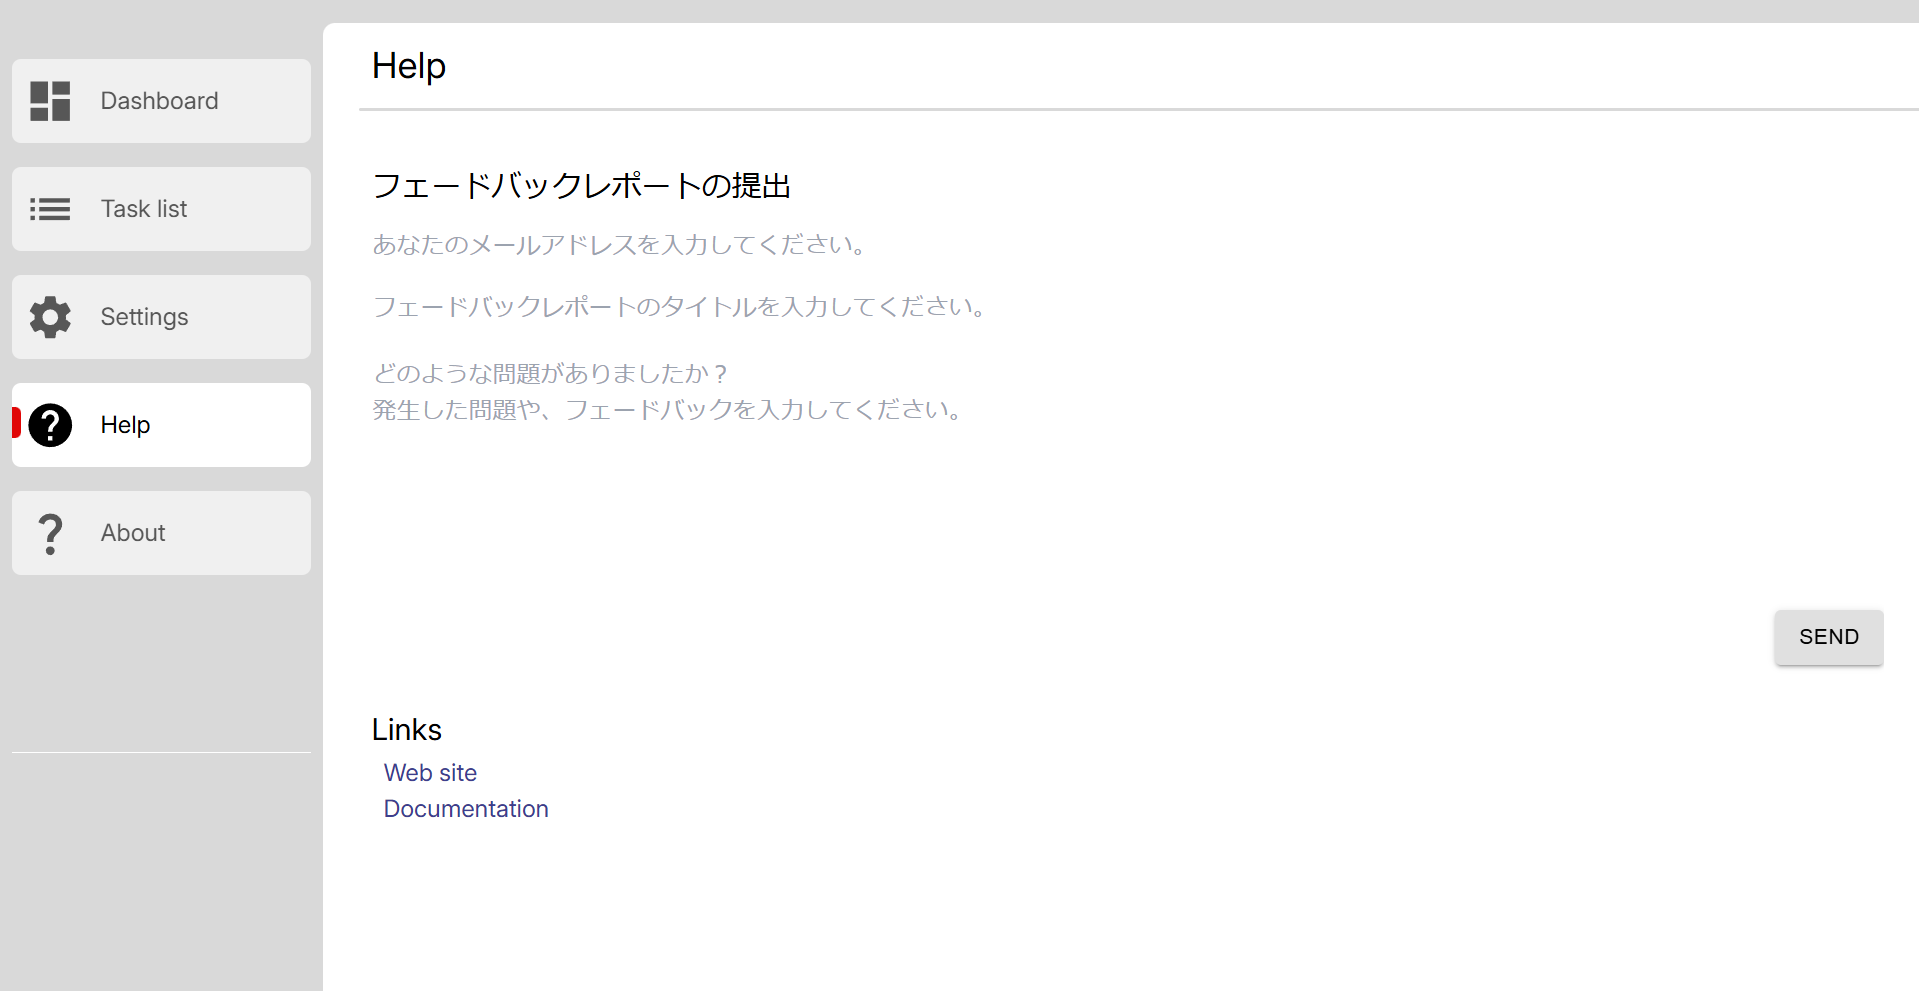 Dashboard
Task list
Settings
Help
About
Help
フェードバックレポートの提出
あなたのメールアドレスを入力してください。
フェードバックレポートのタイトルを入力してください。
どのような問題がありましたか？
発生した問題や、フェードバックを入力してください。
SEND
Links
Web site
Documentation